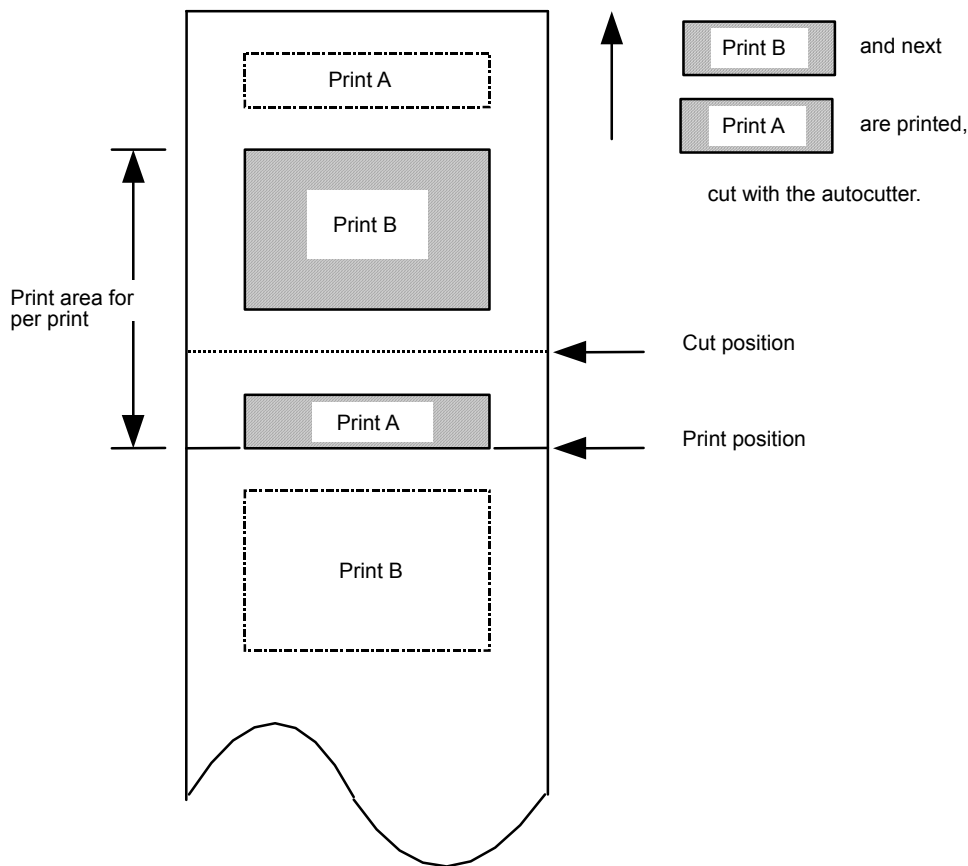 Print A
Print B
and next
Print A
are printed,
cut with the autocutter.
Print B
Print area for
per print
Cut position
Print A
Print position
Print B